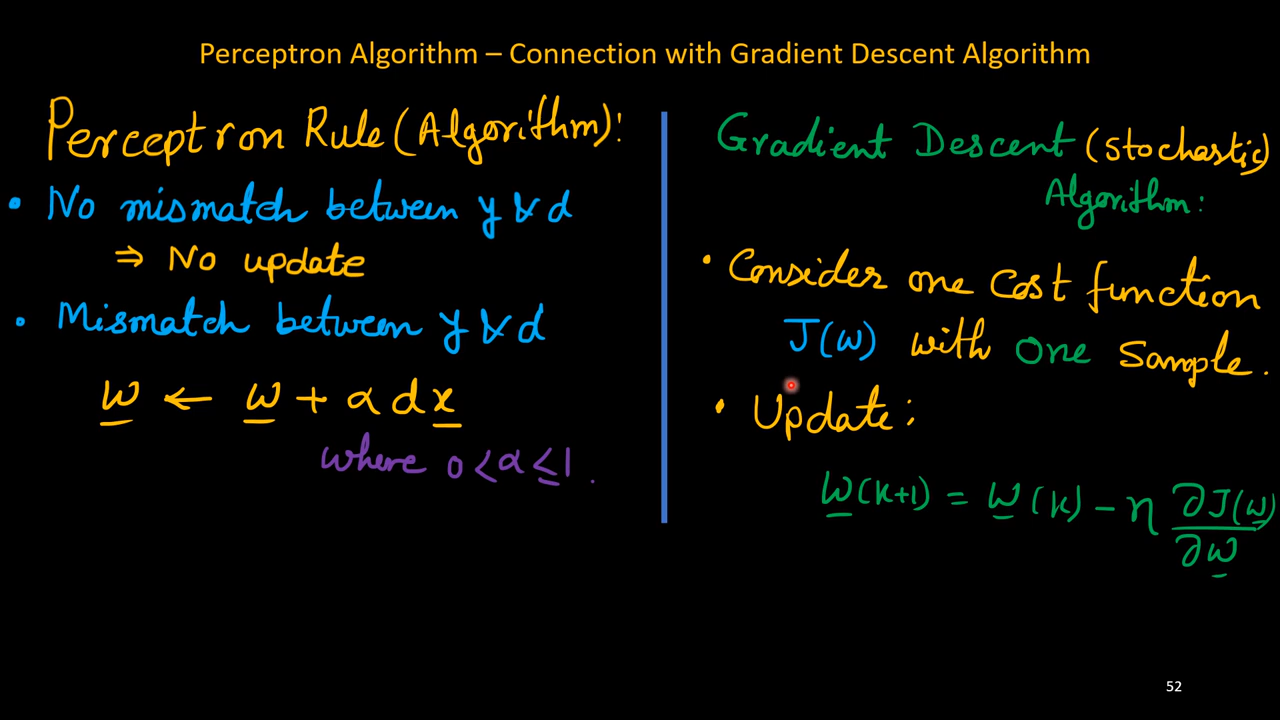 Perceptron Algorithm – Connection with Gradient Descent Algorithm
Perceptron Rule (Algorithm):
• No mismatch between y & d
⇒ No update
• Mismatch between y & d
w ← w + α d x
where 0 < α ≤ 1.
Gradient Descent (stochastic)
Algorithm:
• Consider one cost function
J(w) with one sample.
• Update:
w(k+1) = w(k) − η ∂J(w)/∂w
52